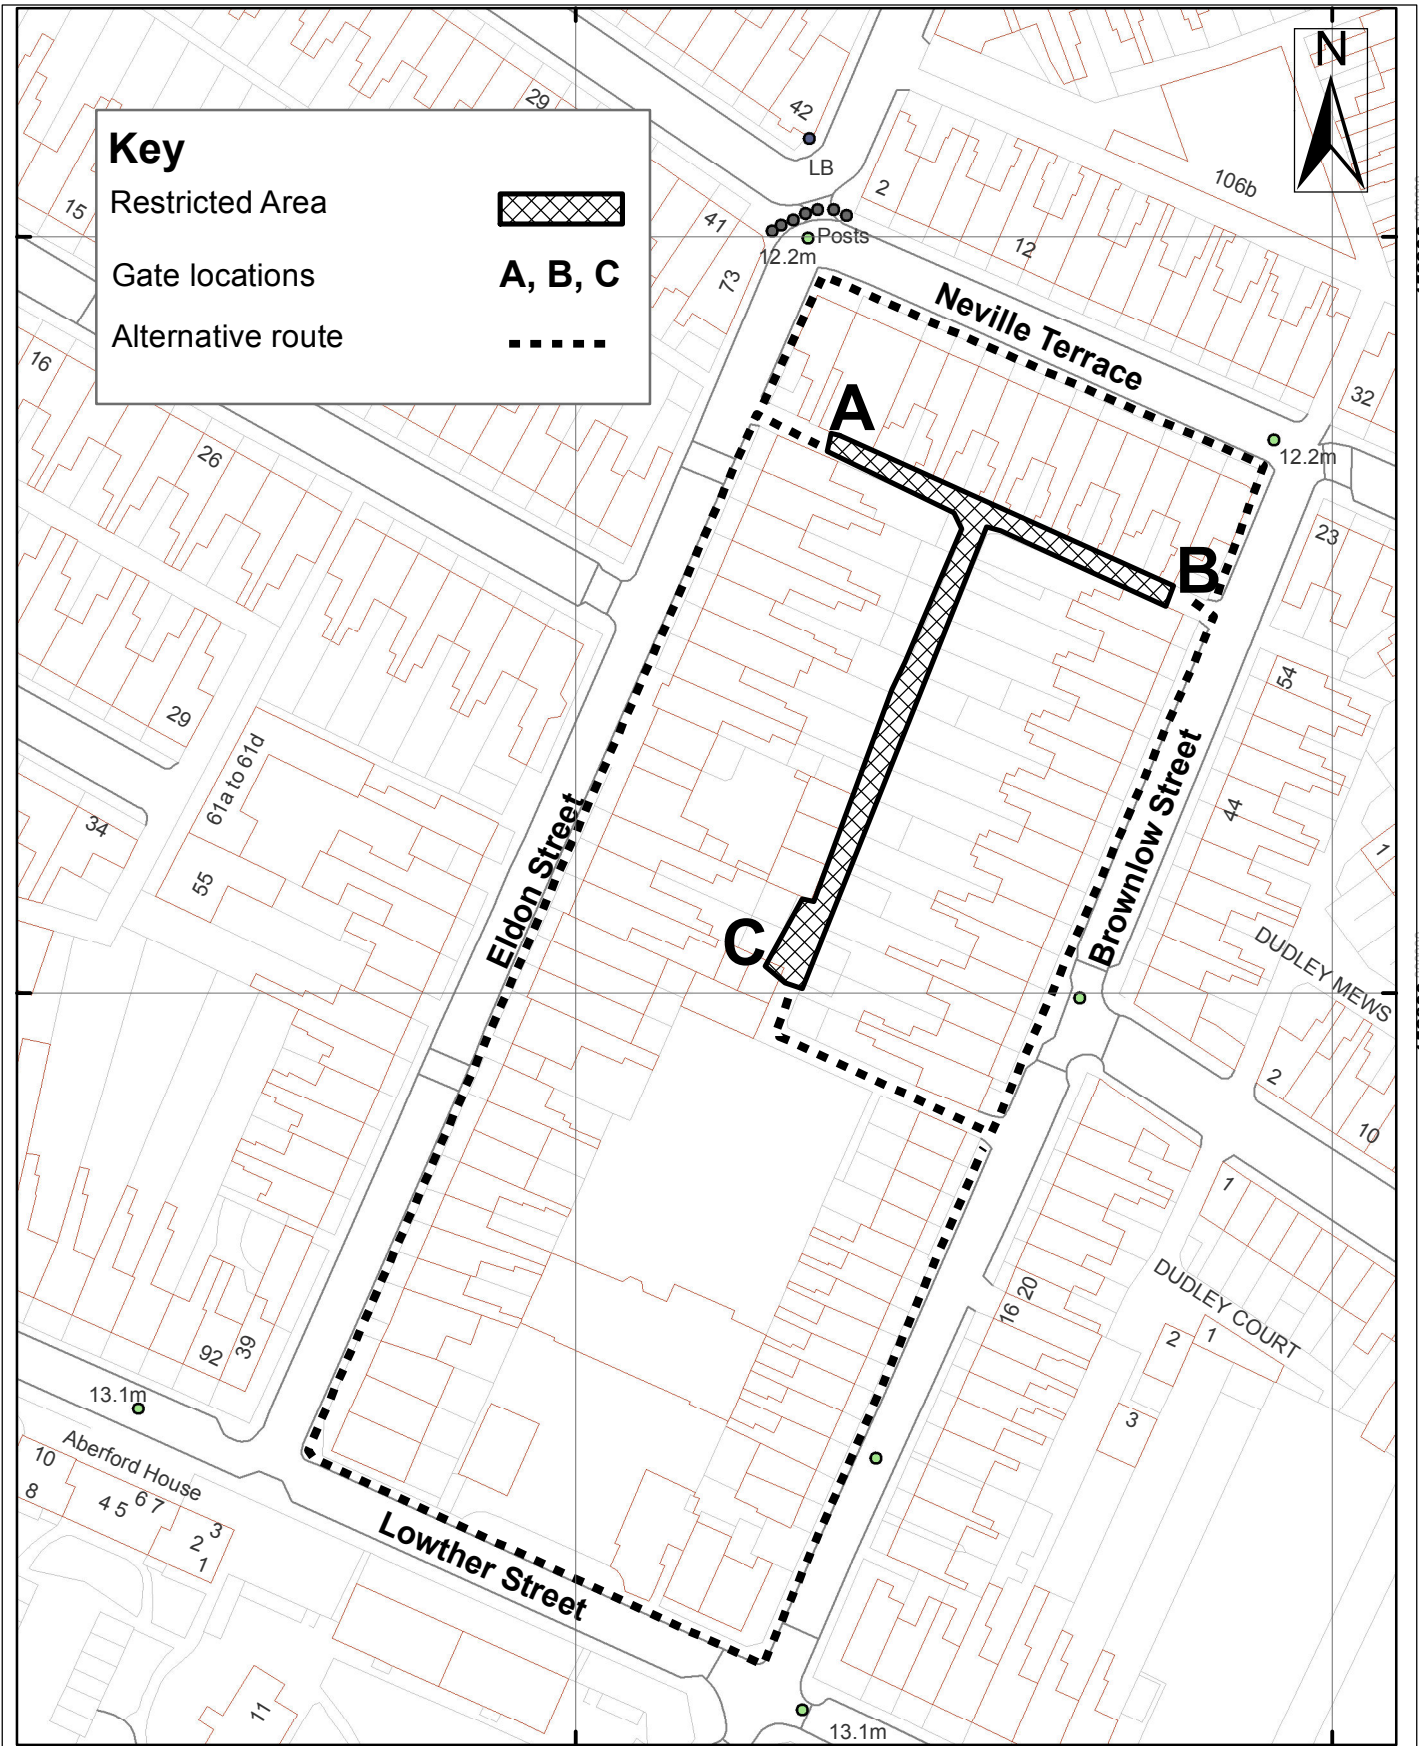 N
Key
Restricted Area
Gate locations
A, B, C
Alternative route
29
42
LB
2
106b
15
41
Posts
12.2m
12
73
Neville Terrace
16
32
A
26
12.2m
23
B
54
29
61a to 61d
Brownlow Street
34
44
1
55
Eldon Street
C
DUDLEY MEWS
2
10
1
DUDLEY COURT
16 20
2
1
92
39
13.1m
3
Aberford House
10
8
4 5
6 7
3
2
1
Lowther Street
11
13.1m